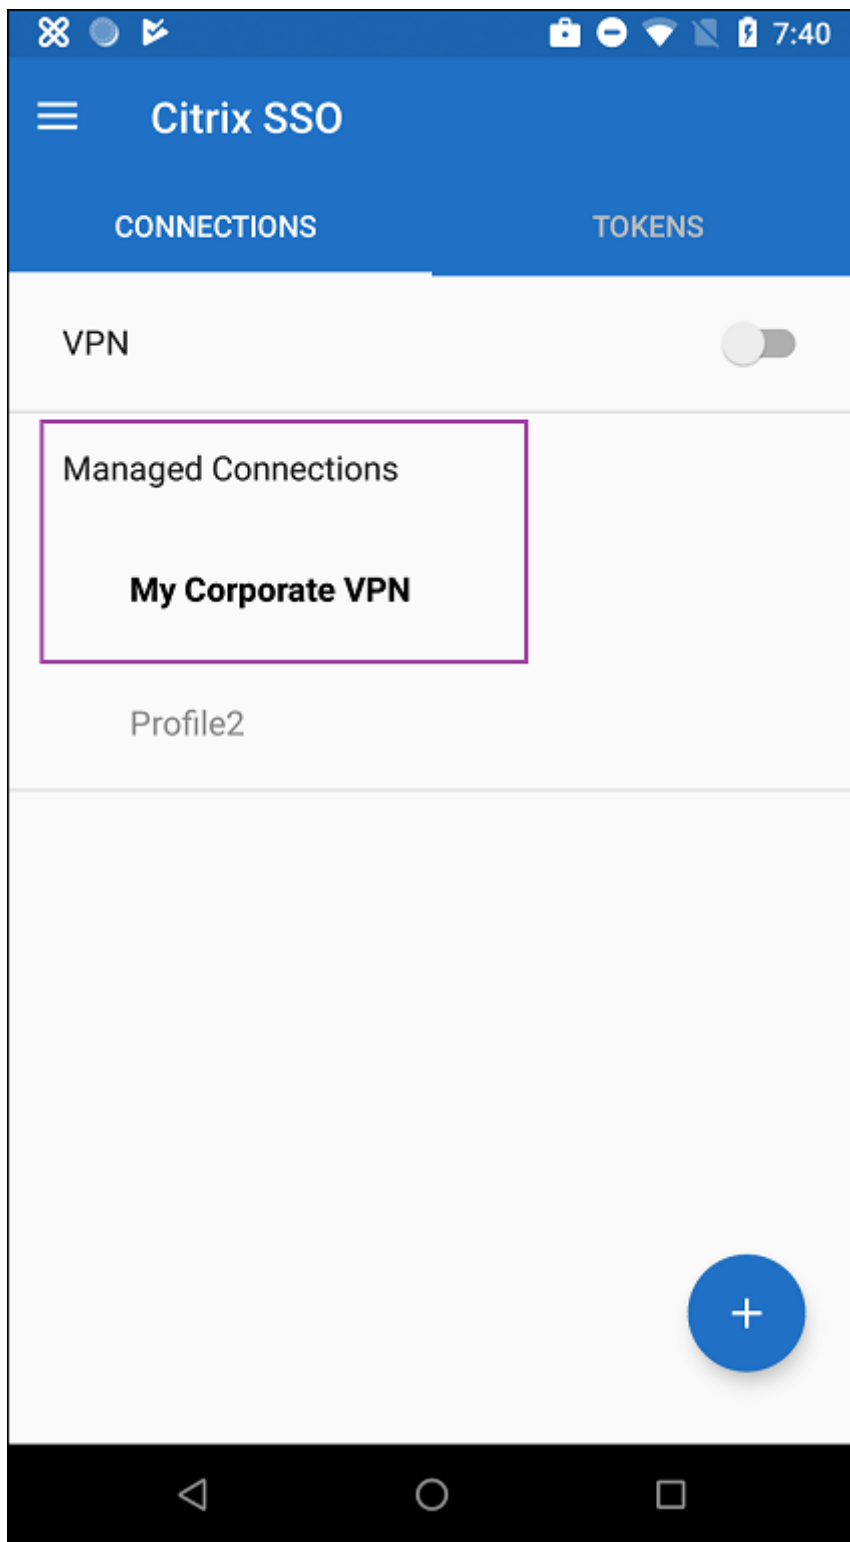 7:40
Citrix SSO
CONNECTIONS TOKENS
VPN
Managed Connections
My Corporate VPN
Profile2